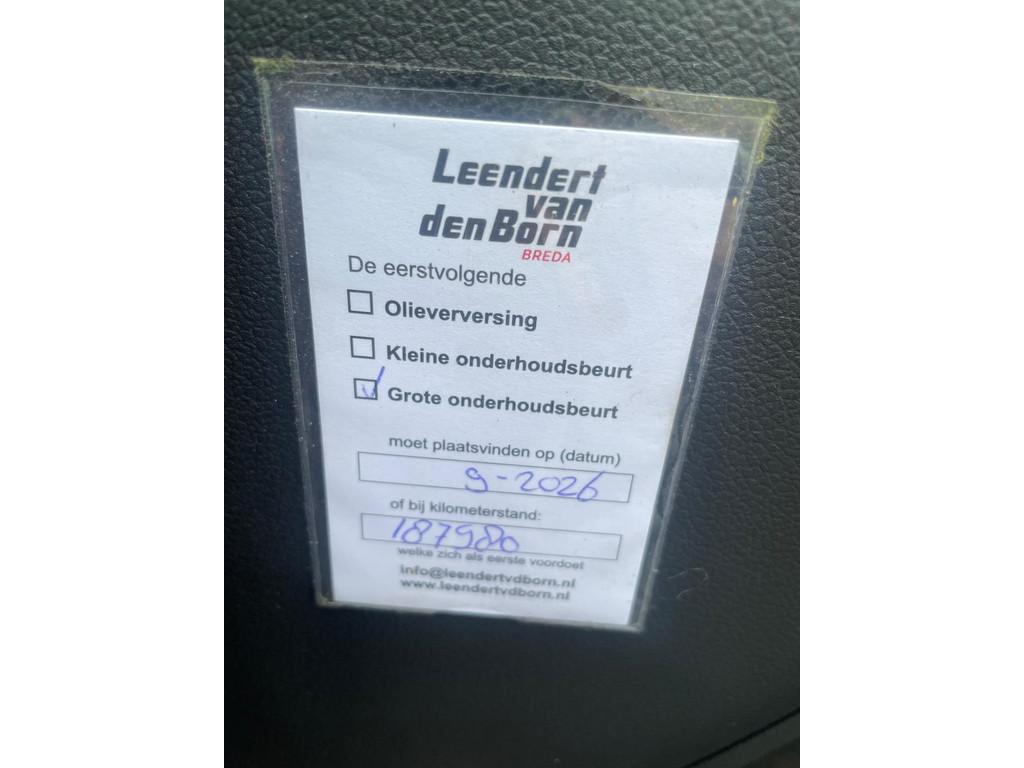 Leendert
van
den Born
BREDA
De eerstvolgende
Olieverversing
Kleine onderhoudsbeurt
Grote onderhoudsbeurt
moet plaatsvinden op (datum)
9-2026
of bij kilometerstand:
187980
welke zich als eerste voordoet
info@leendertvdborn.nl
www.leendertvdborn.nl